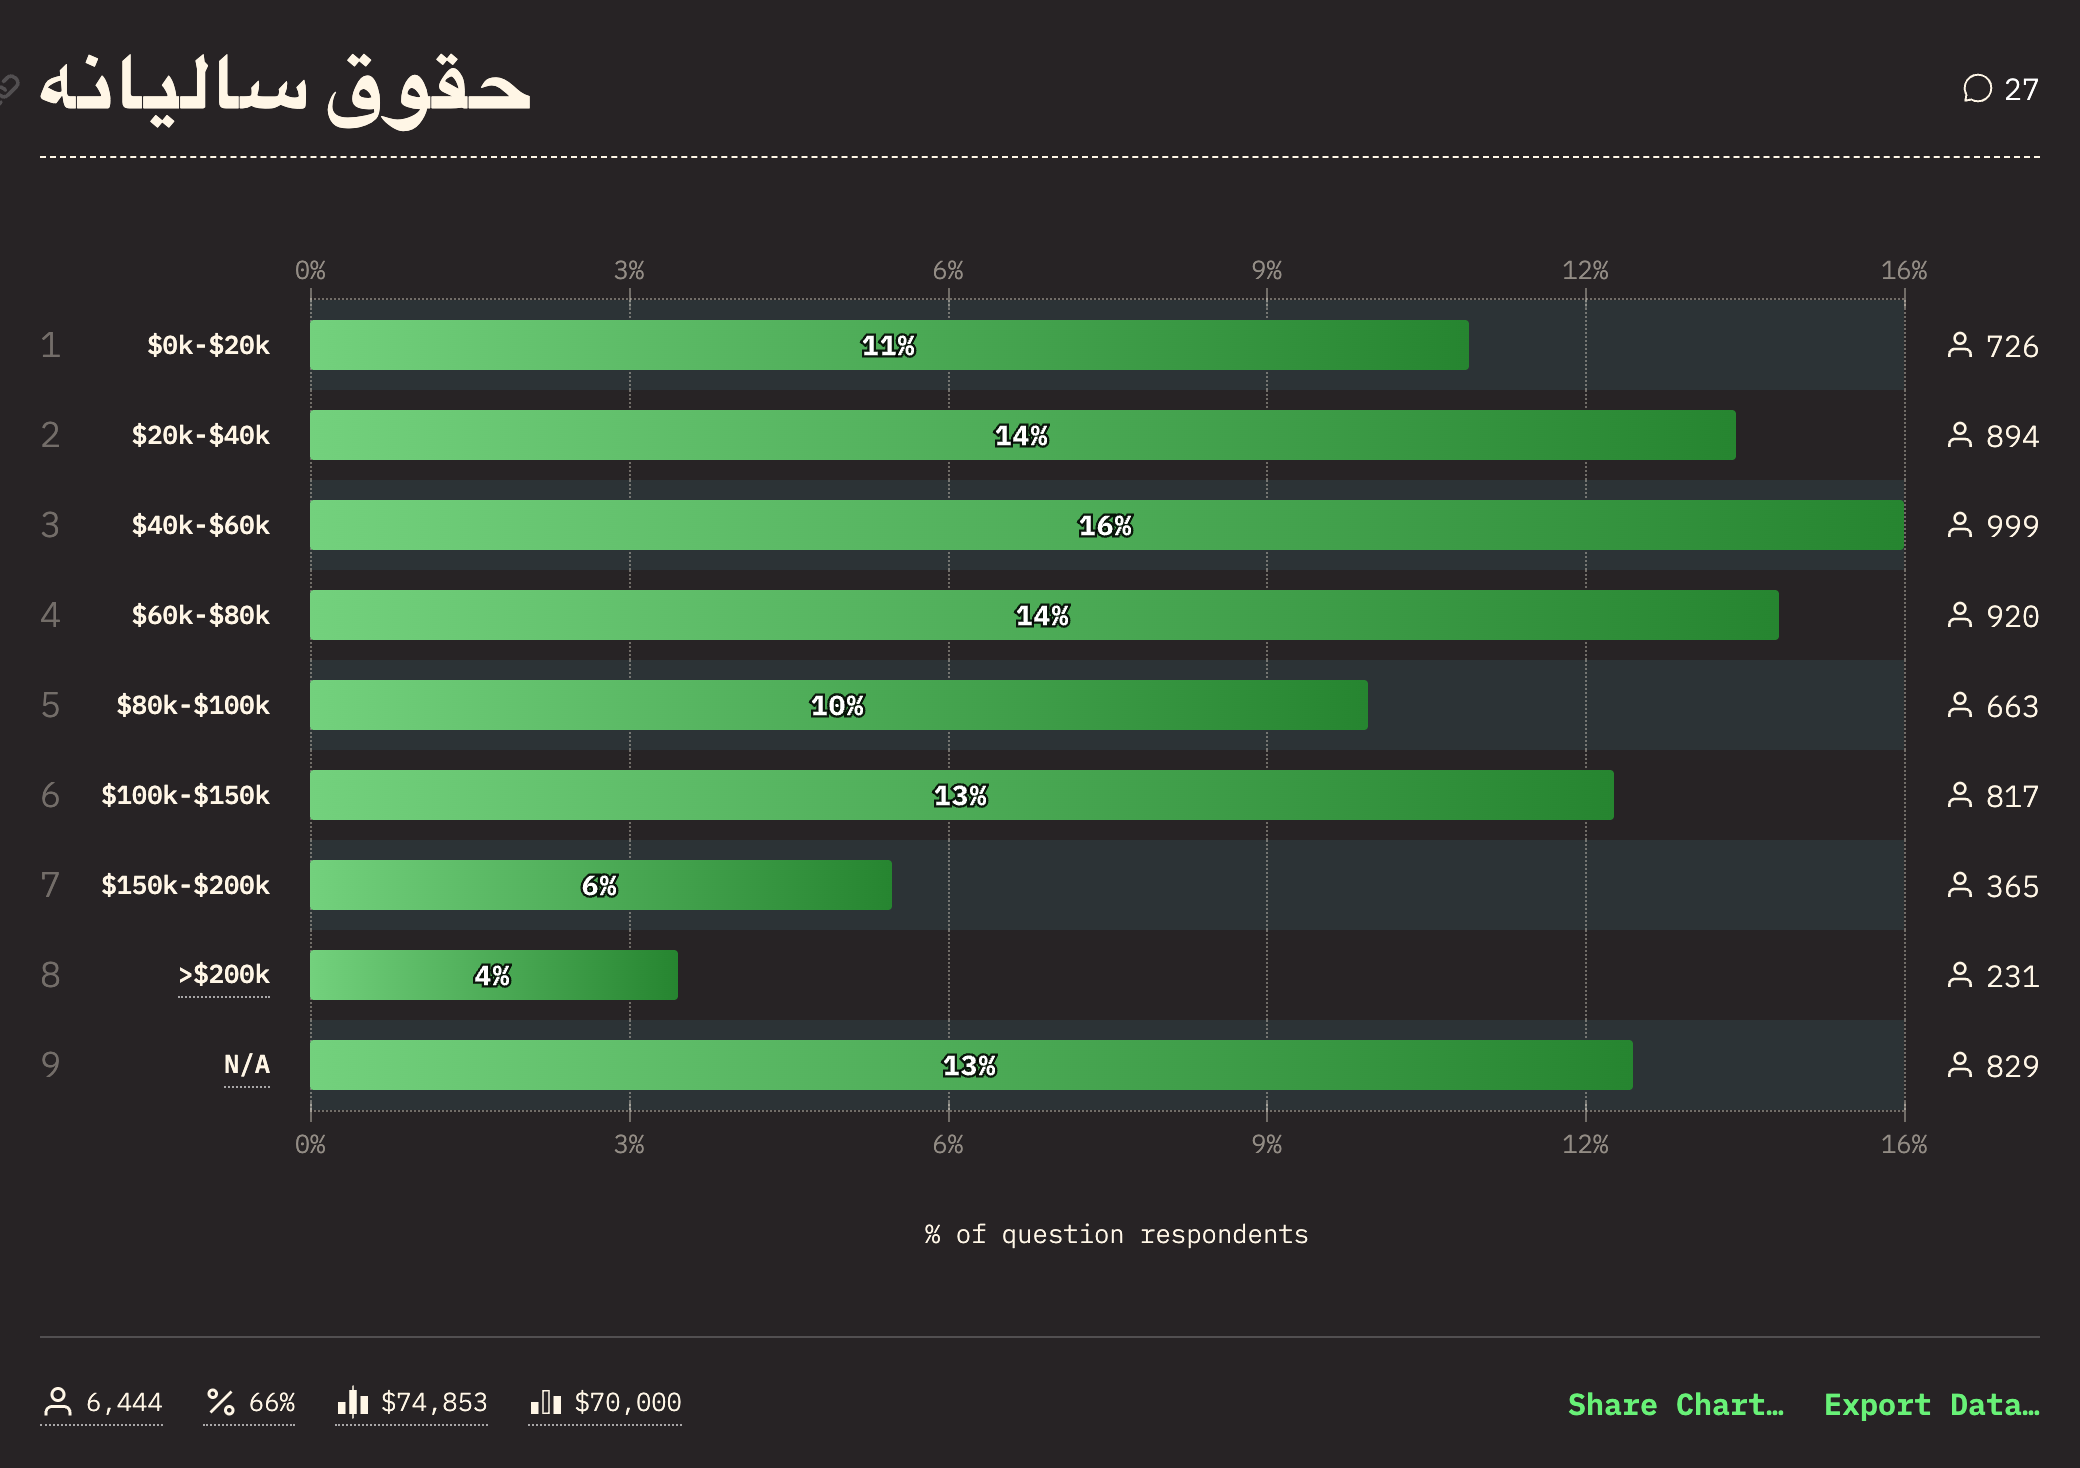 حقوق سالیانه
27
0% 3% 6% 9% 12% 16%
1 $0k-$20k 11% 726
2 $20k-$40k 14% 894
3 $40k-$60k 16% 999
4 $60k-$80k 14% 920
5 $80k-$100k 10% 663
6 $100k-$150k 13% 817
7 $150k-$200k 6% 365
8 >$200k 4% 231
9 N/A 13% 829
0% 3% 6% 9% 12% 16%
% of question respondents
6,444 66% $74,853 $70,000 Share Chart… Export Data…